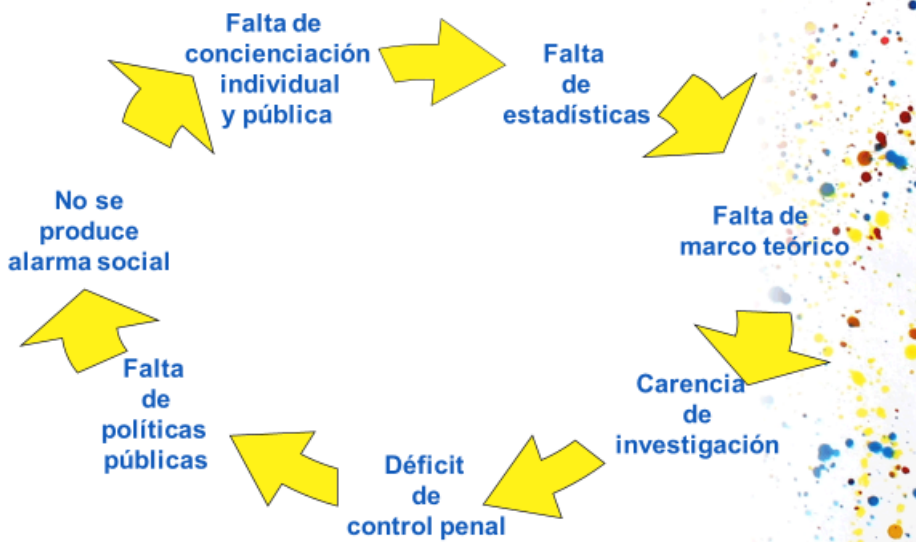 Falta de
concienciación
individual
y pública
Falta
de
estadísticas
Falta de
marco teórico
Carencia
de
investigación
Déficit
de
control penal
Falta
de
políticas
públicas
No se
produce
alarma social